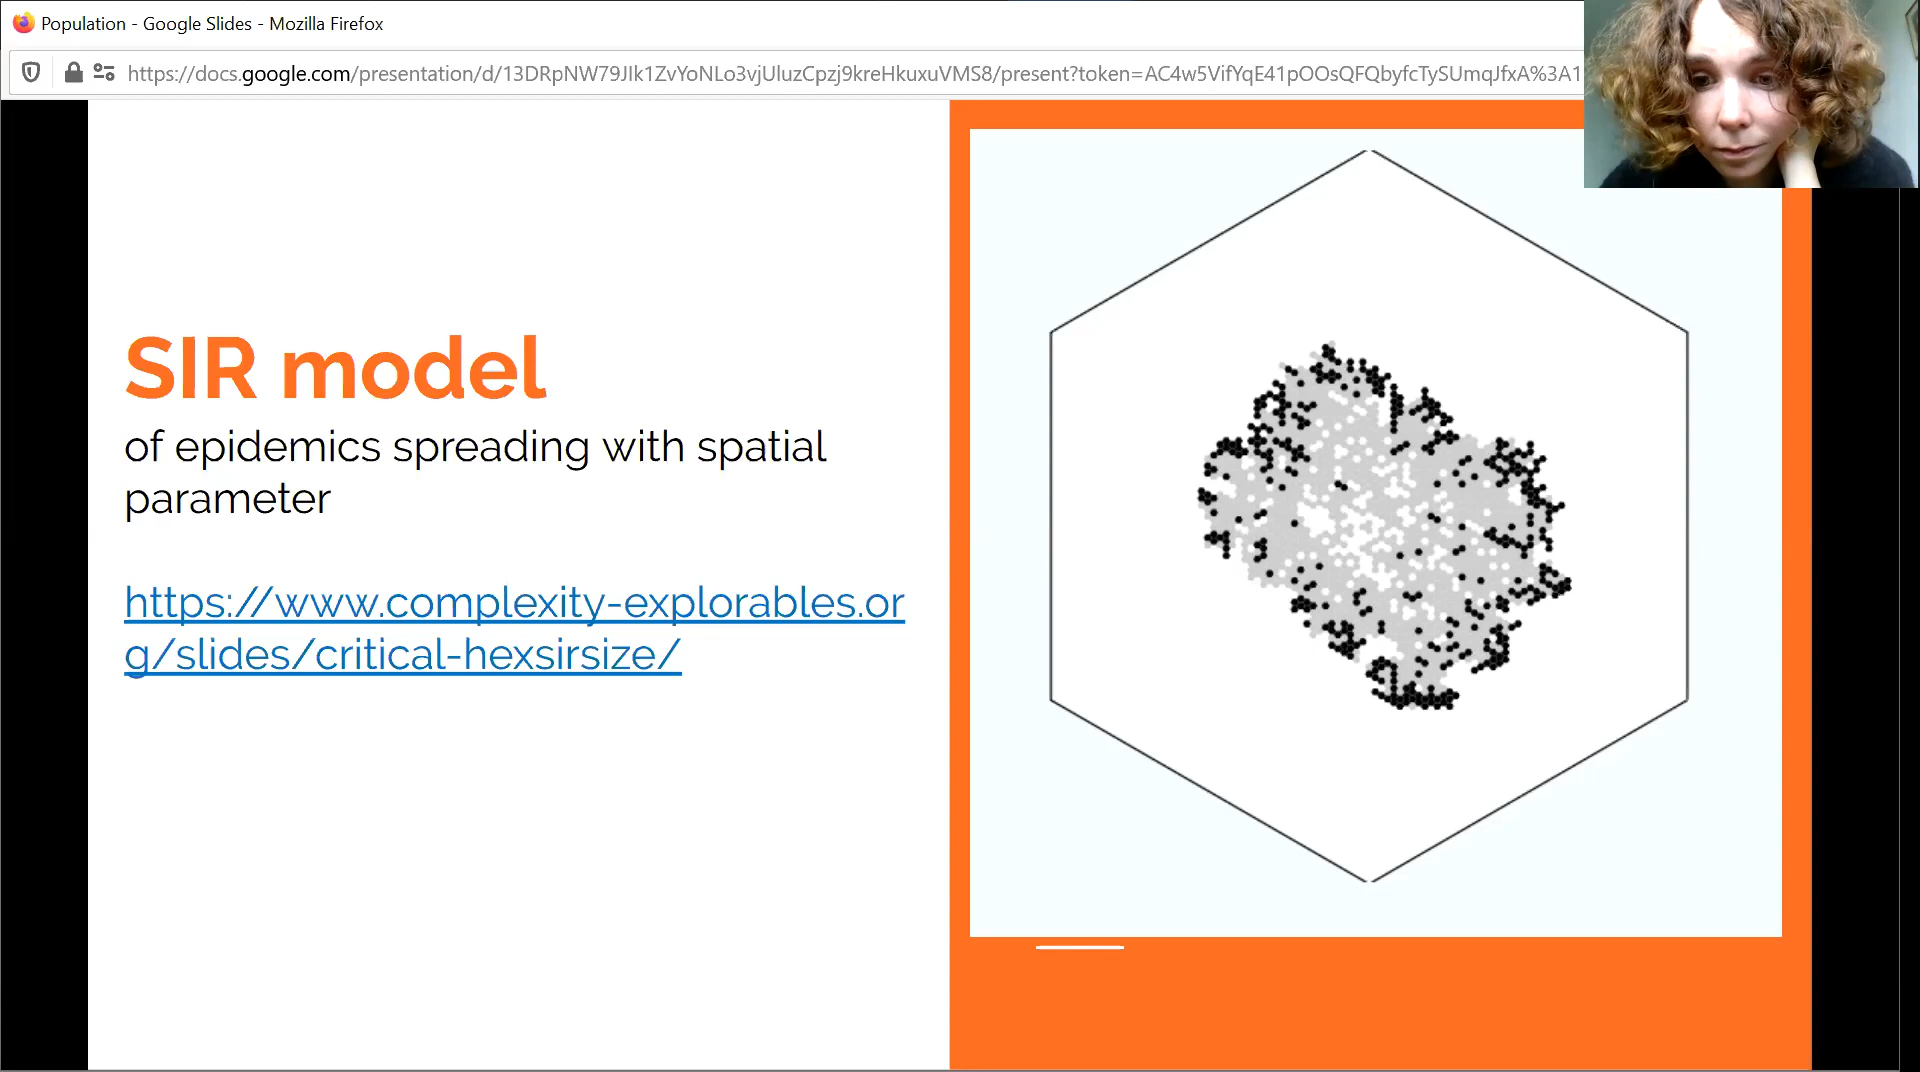 Population - Google Slides - Mozilla Firefox
https://docs.google.com/presentation/d/13DRpNW79JIk1ZvYoNLo3vjUluzCpzj9kreHkuxuVMS8/present?token=AC4w5VifYqE41pOOsQFQbyfcTySUmqJfxA%3A1
SIR model
of epidemics spreading with spatial
parameter
https://www.complexity-explorables.or
g/slides/critical-hexsirsize/